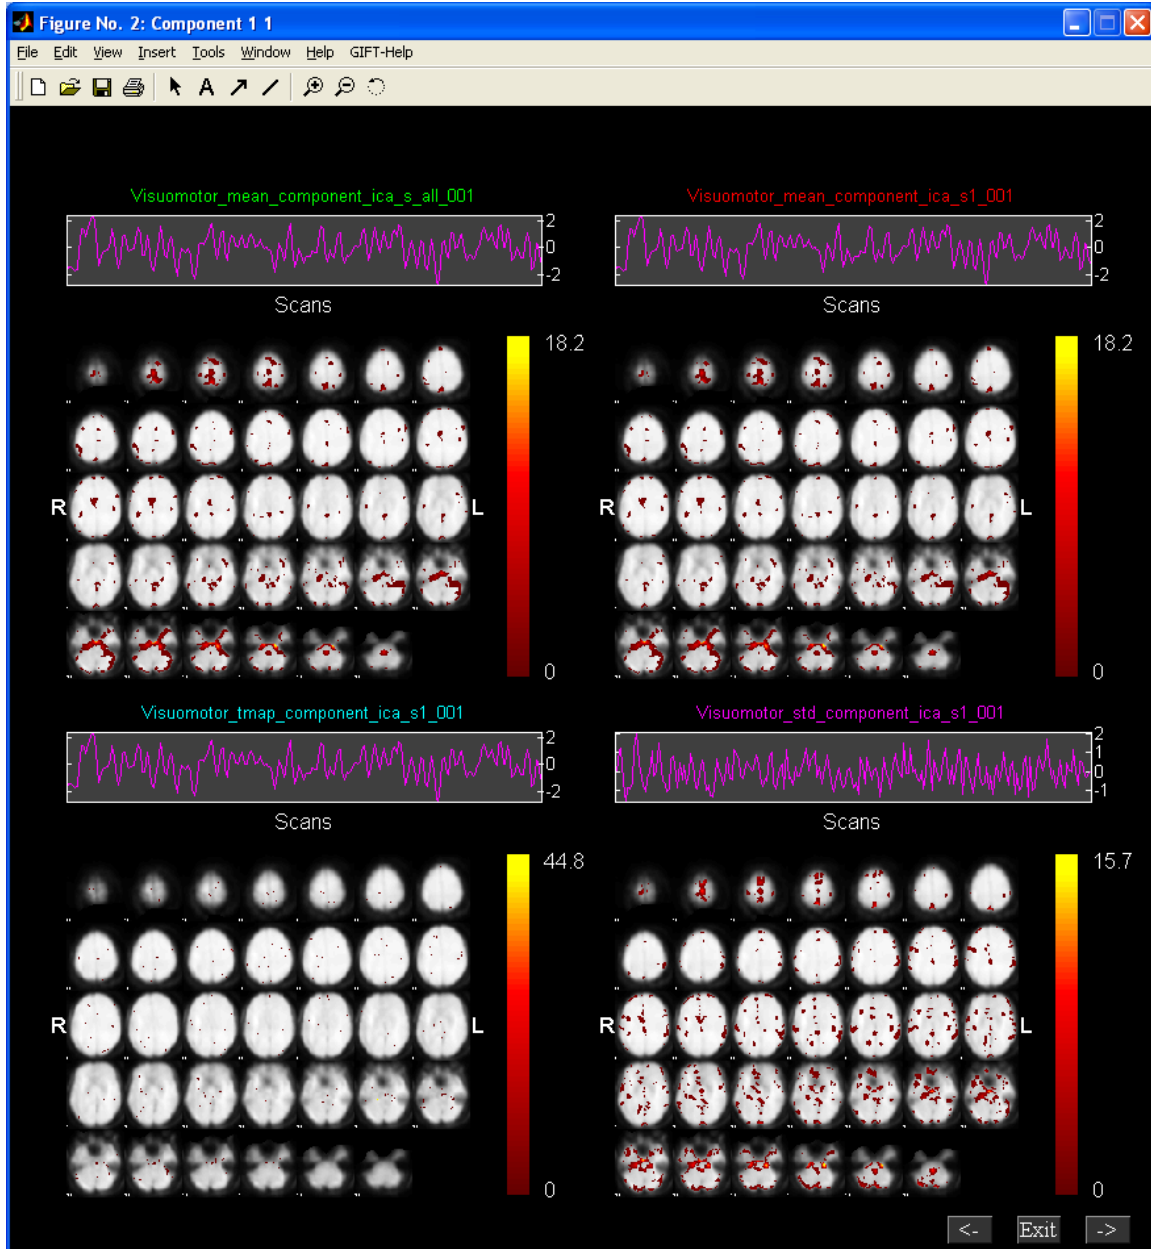 Figure No. 2: Component 1 1
File Edit View Insert Tools Window Help GIFT-Help
A
Visuomotor_mean_component_ica_s_all_001
2
0
-2
Scans
18.2
R
L
0
Visuomotor_mean_component_ica_s1_001
2
0
-2
Scans
18.2
R
L
0
Visuomotor_tmap_component_ica_s1_001
2
0
-2
Scans
44.8
R
L
0
Visuomotor_std_component_ica_s1_001
2
1
0
-1
Scans
15.7
R
L
0
<- Exit ->